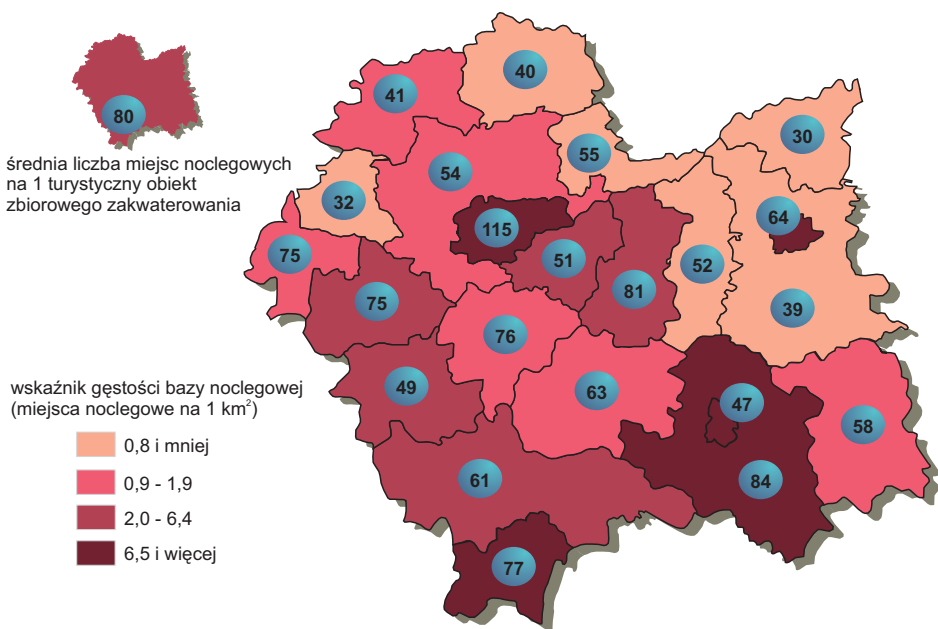 80
średnia liczba miejsc noclegowych
na 1 turystyczny obiekt
zbiorowego zakwaterowania
wskaźnik gęstości bazy noclegowej
(miejsca noclegowe na 1 km²)
0,8 i mniej
0,9 - 1,9
2,0 - 6,4
6,5 i więcej
40
41
30
55
54
32
64
115
75
51
52
81
75
39
76
49
63
47
58
61
84
77